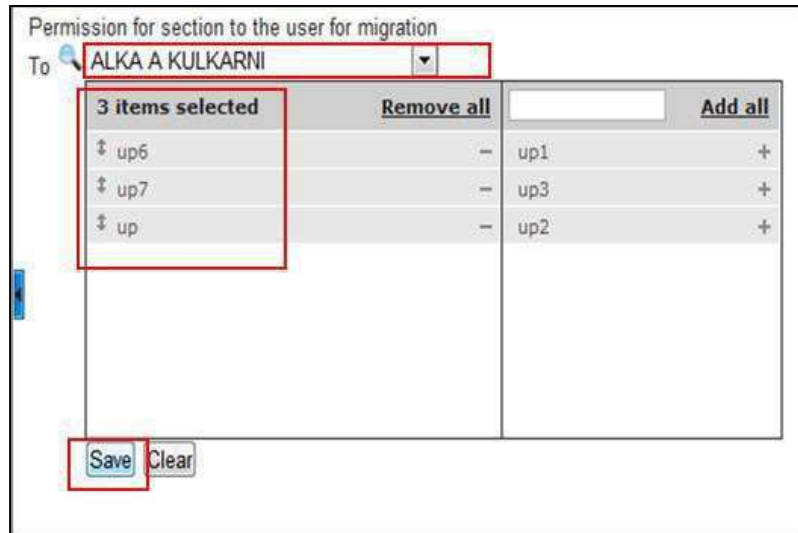 Permission for section to the user for migration
To ALKA A KULKARNI
3 items selected Remove all Add all
up6 up1
up7 up3
up up2
Save Clear